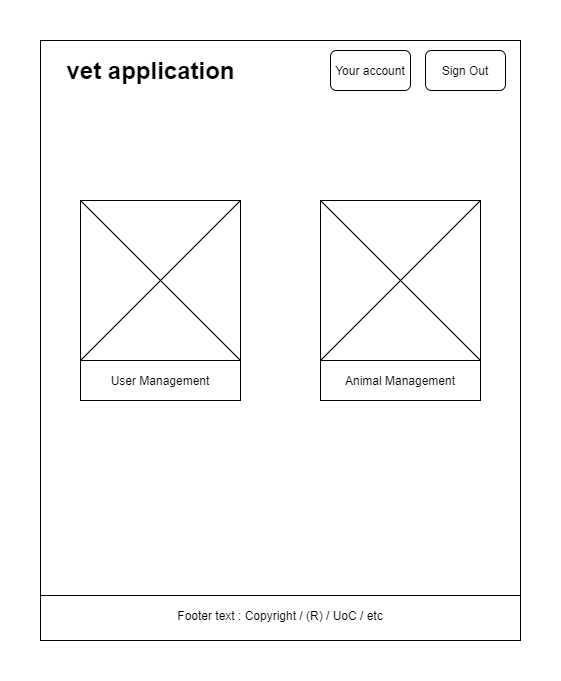 vet application
Your account
Sign Out
User Management
Animal Management
Footer text : Copyright / (R) / UoC / etc